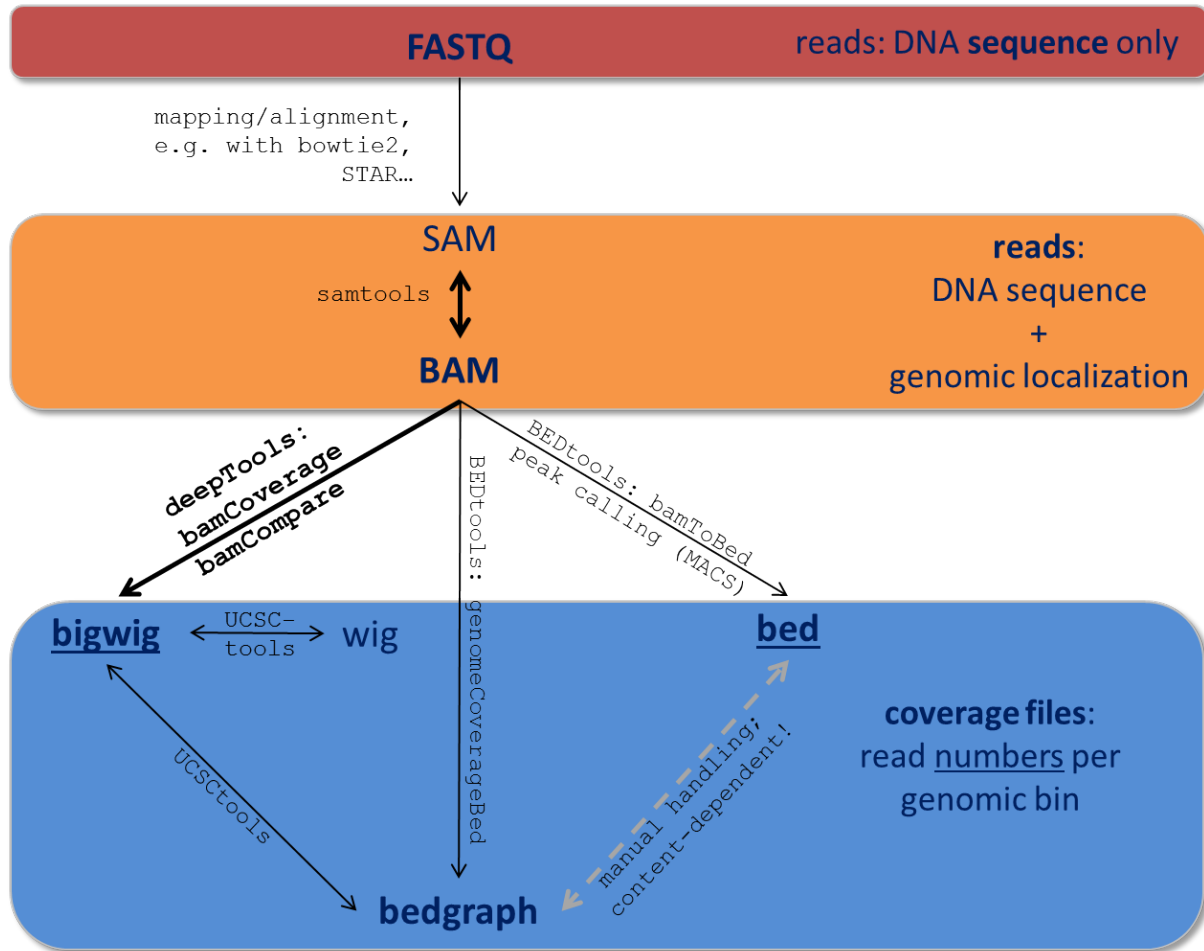 FASTQ
reads: DNA sequence only
mapping/alignment,
e.g. with bowtie2,
STAR…
SAM
samtools
BAM
reads:
DNA sequence
+
genomic localization
deepTools:
bamCoverage
bamCompare
BEDtools: genomeCoverageBed
BEDtools: bamToBed
peak calling (MACS)
bigwig
UCSC-
tools
wig
bed
UCSCtools
manual handling;
content-dependent!
coverage files:
read numbers per
genomic bin
bedgraph